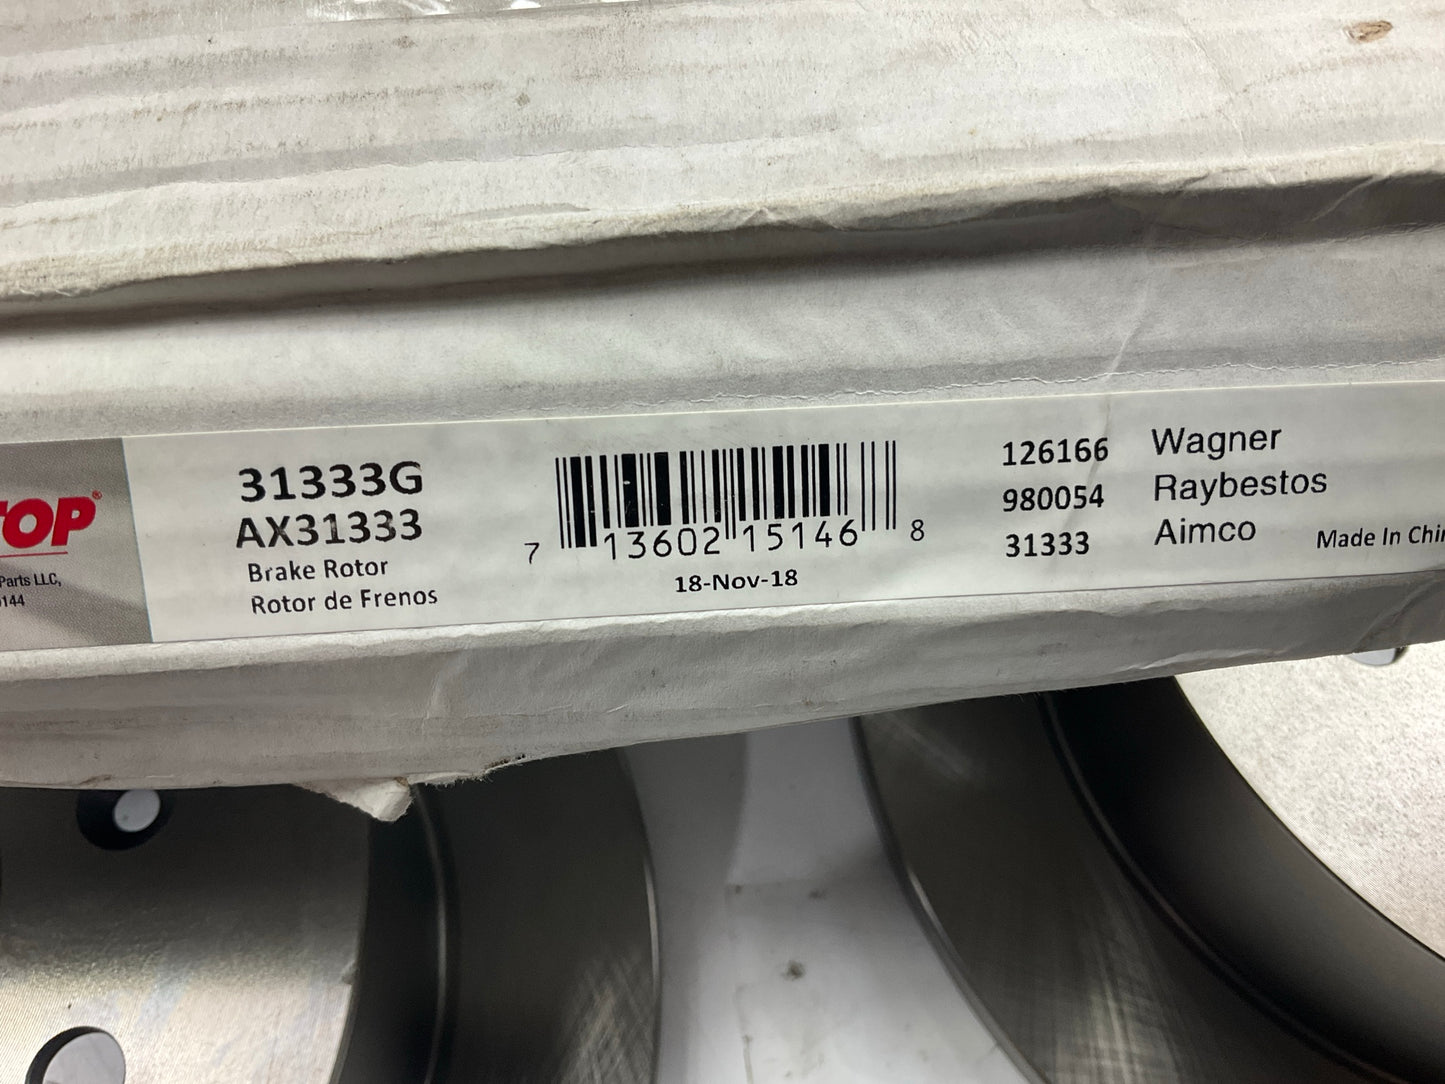 TOP®
Parts LLC,
144
31333G
AX31333
Brake Rotor
Rotor de Frenos
7 13602 15146 8
18-Nov-18
126166 Wagner
980054 Raybestos
31333 Aimco
Made In Chin